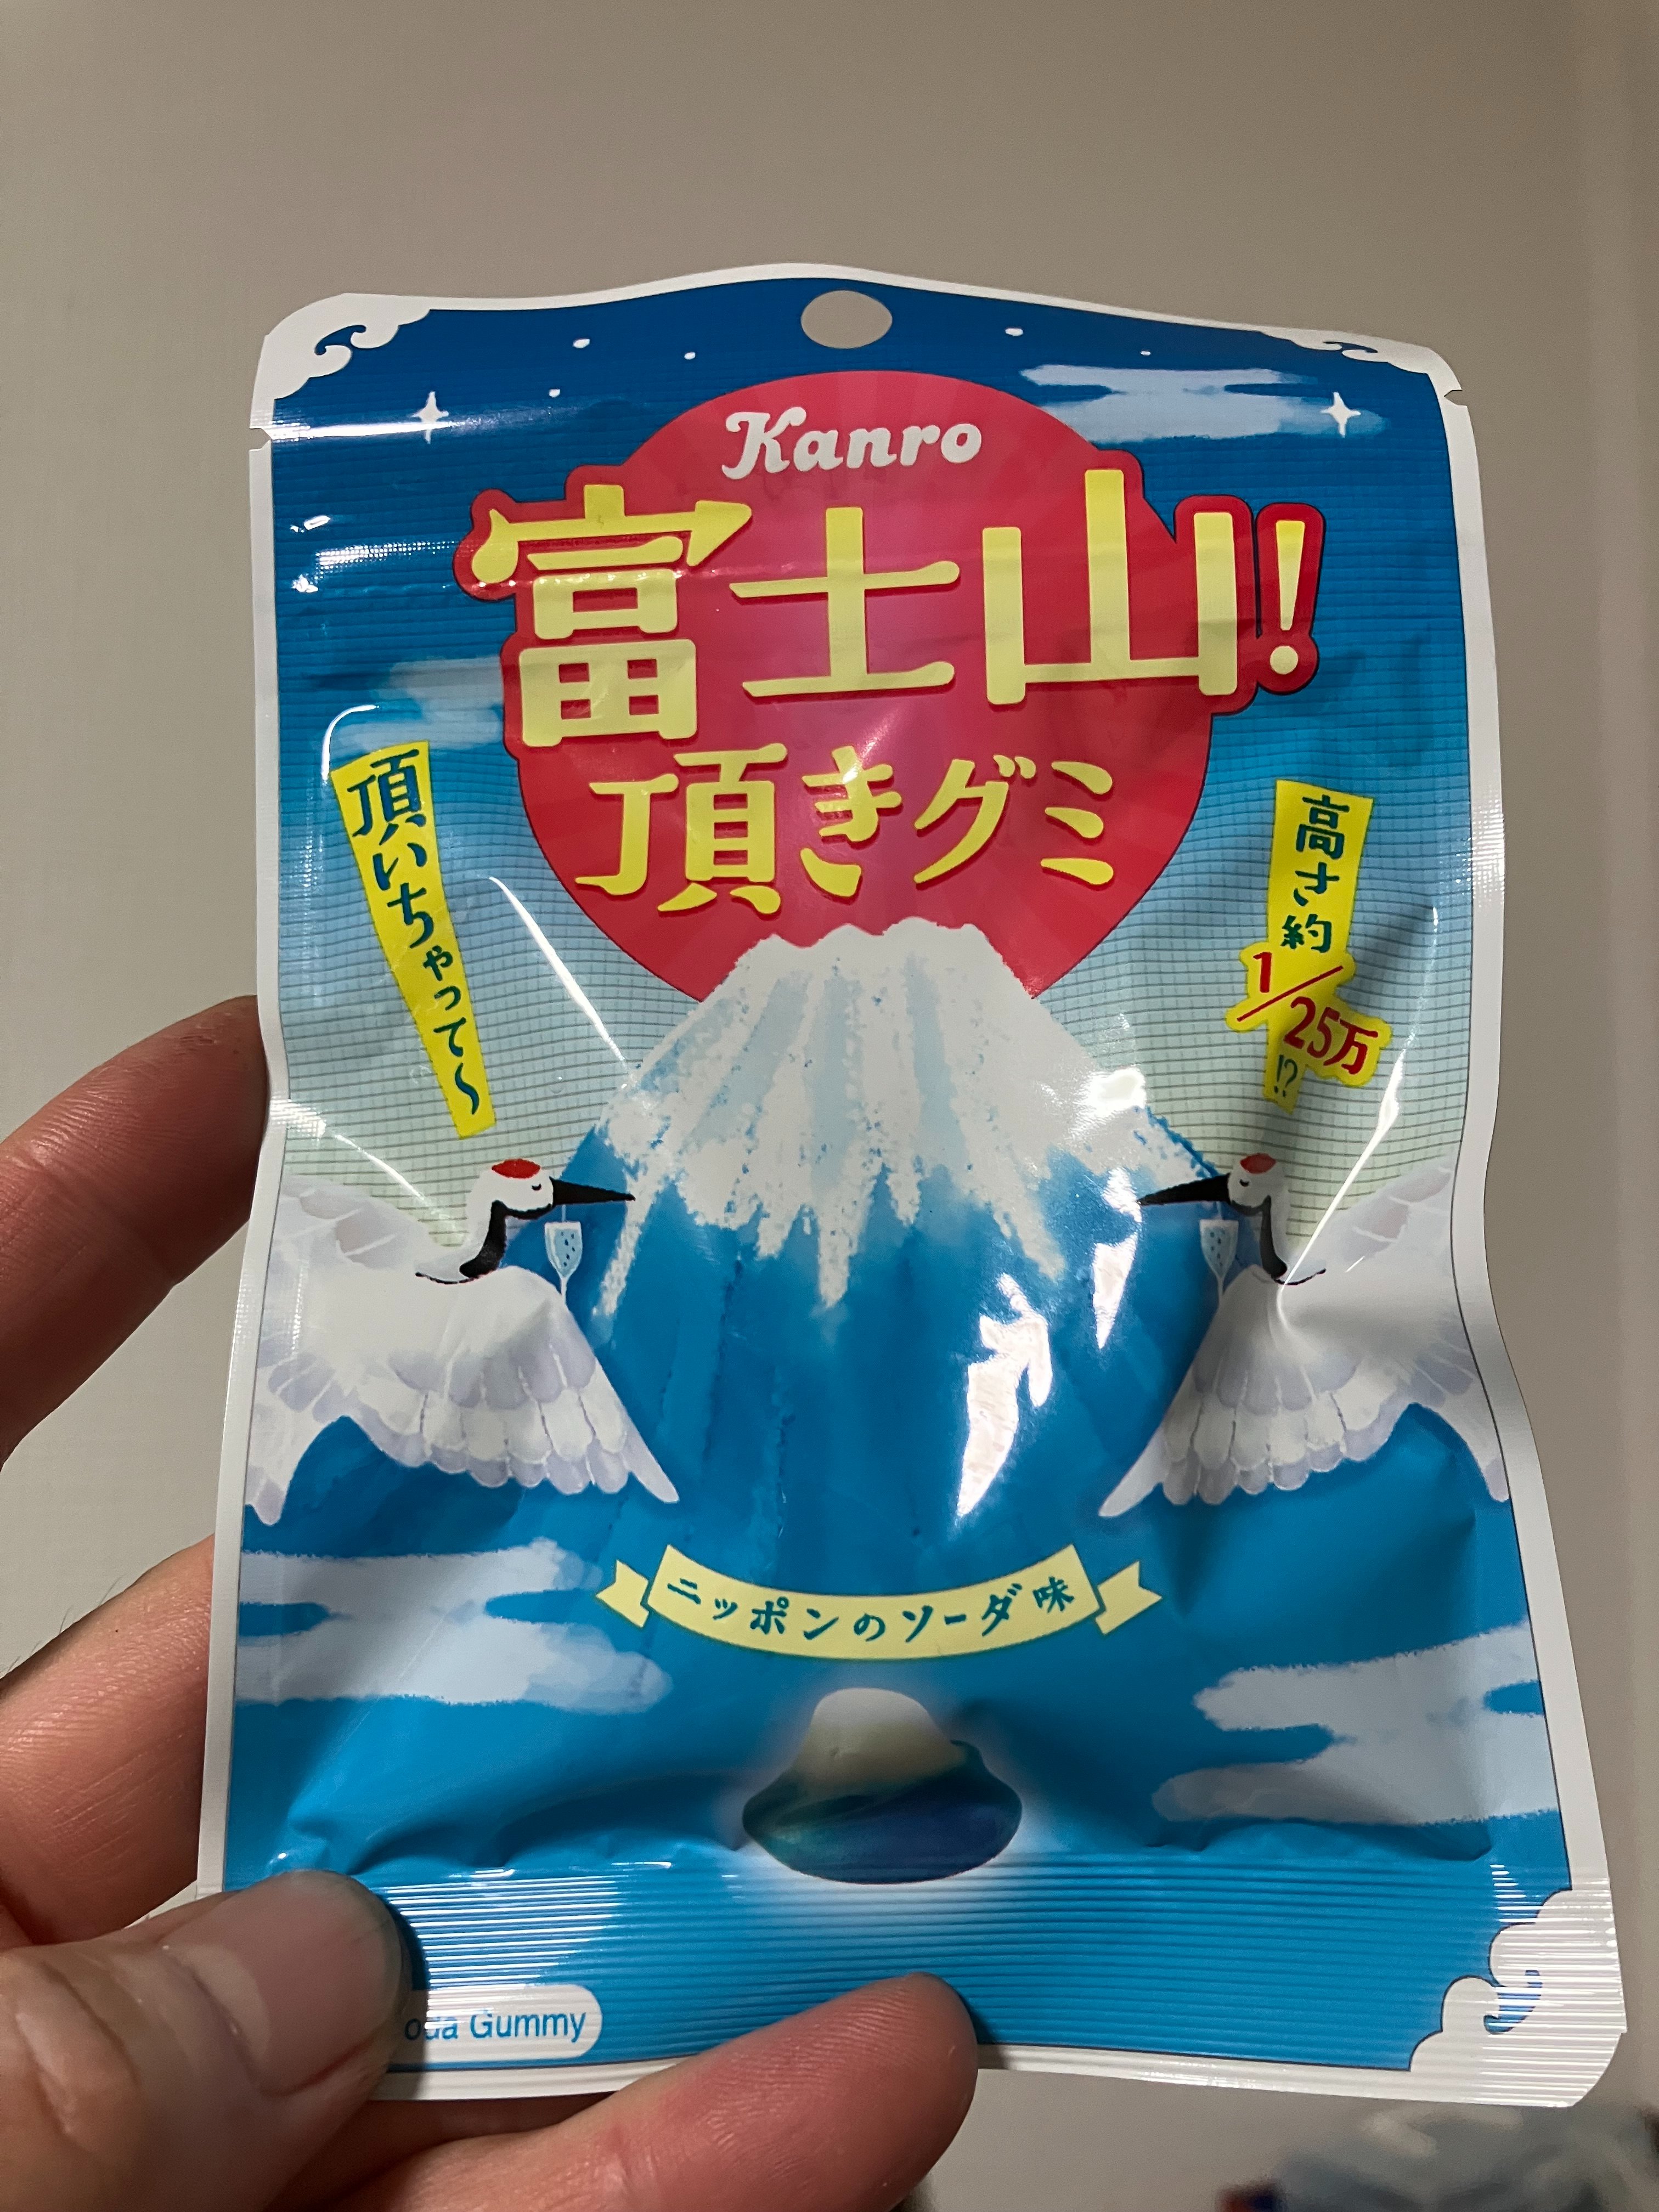 Kanro
富士山!
頂きグミ
頂いちゃって〜
高さ約
1/25万
!?
ニッポンのソーダ味
Gummy